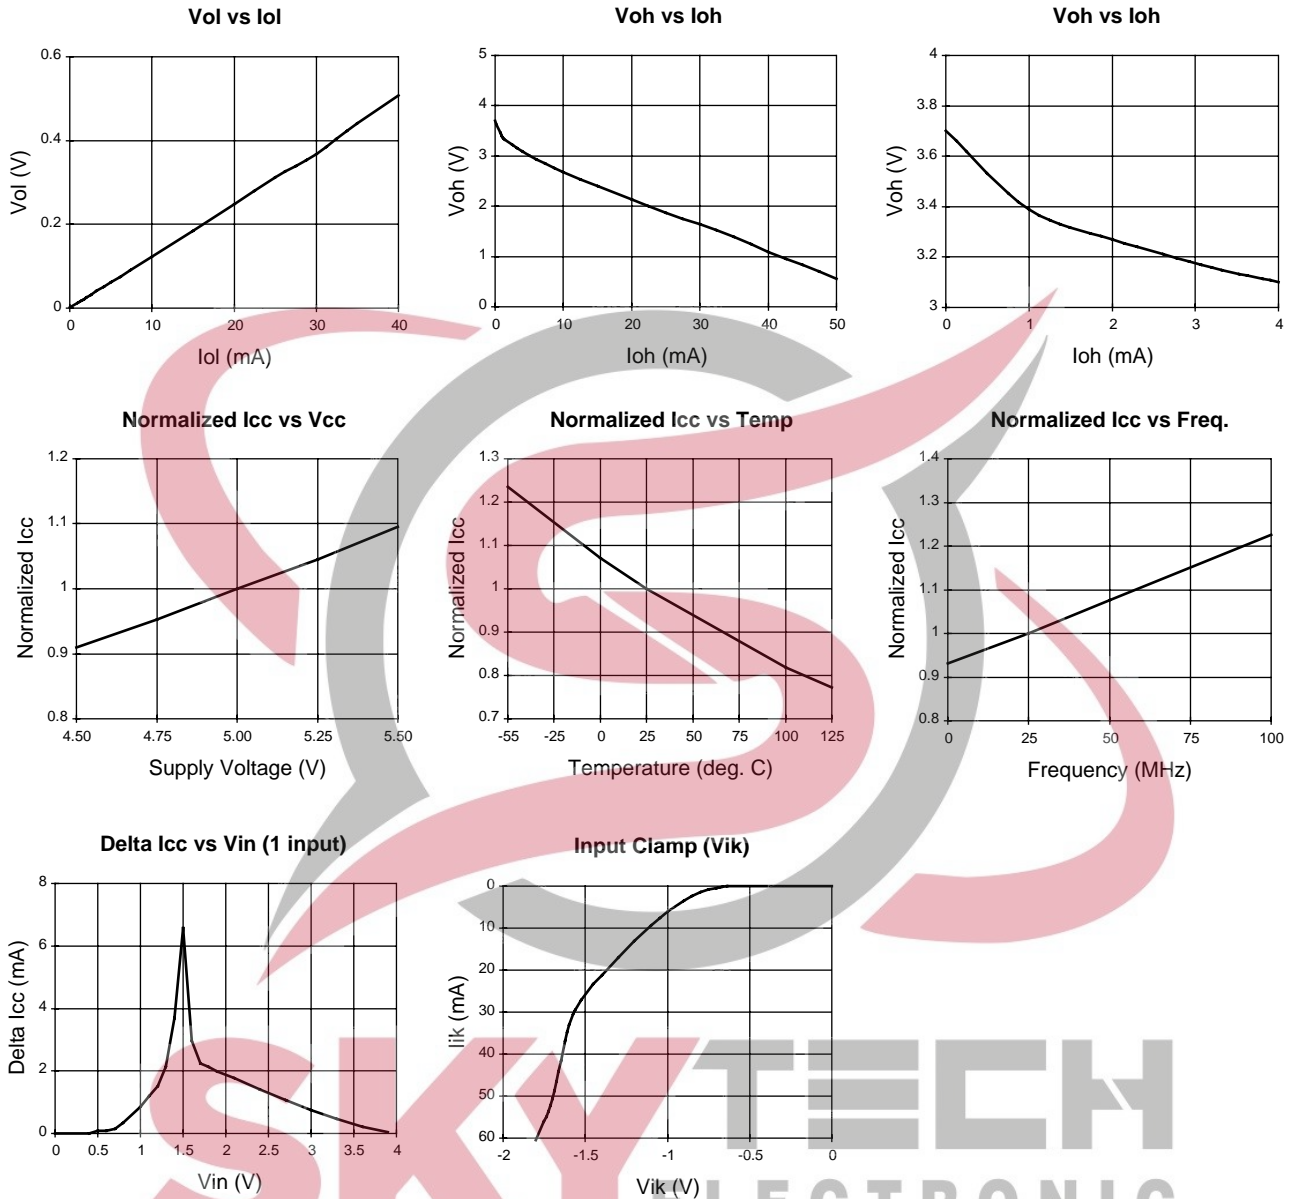 Vol vs Iol
Voh vs Ioh
Voh vs Ioh
Vol (V)
0.6
0.4
0.2
0
0 10 20 30 40
Iol (mA)
Voh (V)
5
4
3
2
1
0
0 10 20 30 40 50
Ioh (mA)
Voh (V)
4
3.8
3.6
3.4
3.2
3
0 1 2 3 4
Ioh (mA)
Normalized Icc vs Vcc
Normalized Icc vs Temp
Normalized Icc vs Freq.
Normalized Icc
1.2
1.1
1
0.9
0.8
4.50 4.75 5.00 5.25 5.50
Supply Voltage (V)
Normalized Icc
1.3
1.2
1.1
1
0.9
0.8
0.7
-55 -25 0 25 50 75 100 125
Temperature (deg. C)
Normalized Icc
1.4
1.3
1.2
1.1
1
0.9
0.8
0 25 50 75 100
Frequency (MHz)
Delta Icc vs Vin (1 input)
Input Clamp (Vik)
Delta Icc (mA)
8
6
4
2
0
0 0.5 1 1.5 2 2.5 3 3.5 4
Vin (V)
Iik (mA)
0
10
20
30
40
50
60
-2 -1.5 -1 -0.5 0
Vik (V)
SKYTECH
ELECTRONIC